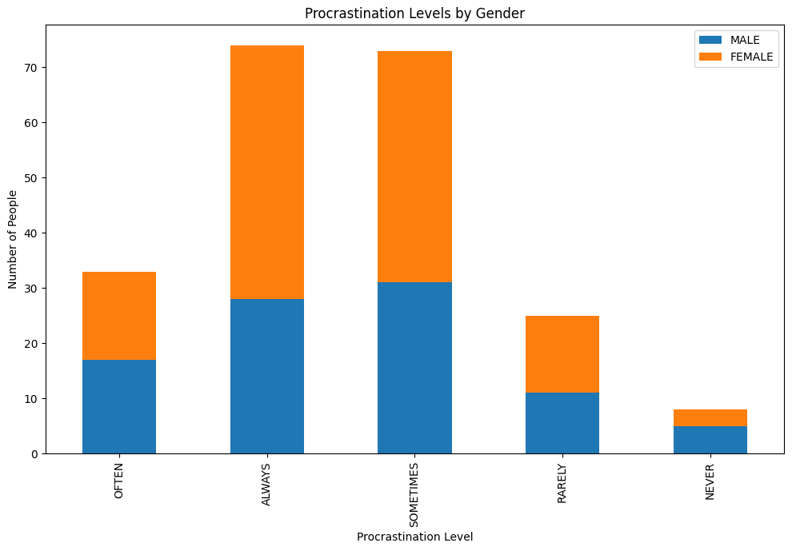 Procrastination Levels by Gender
MALE
FEMALE
Number of People
70
60
50
40
30
20
10
0
OFTEN
ALWAYS
SOMETIMES
RARELY
NEVER
Procrastination Level